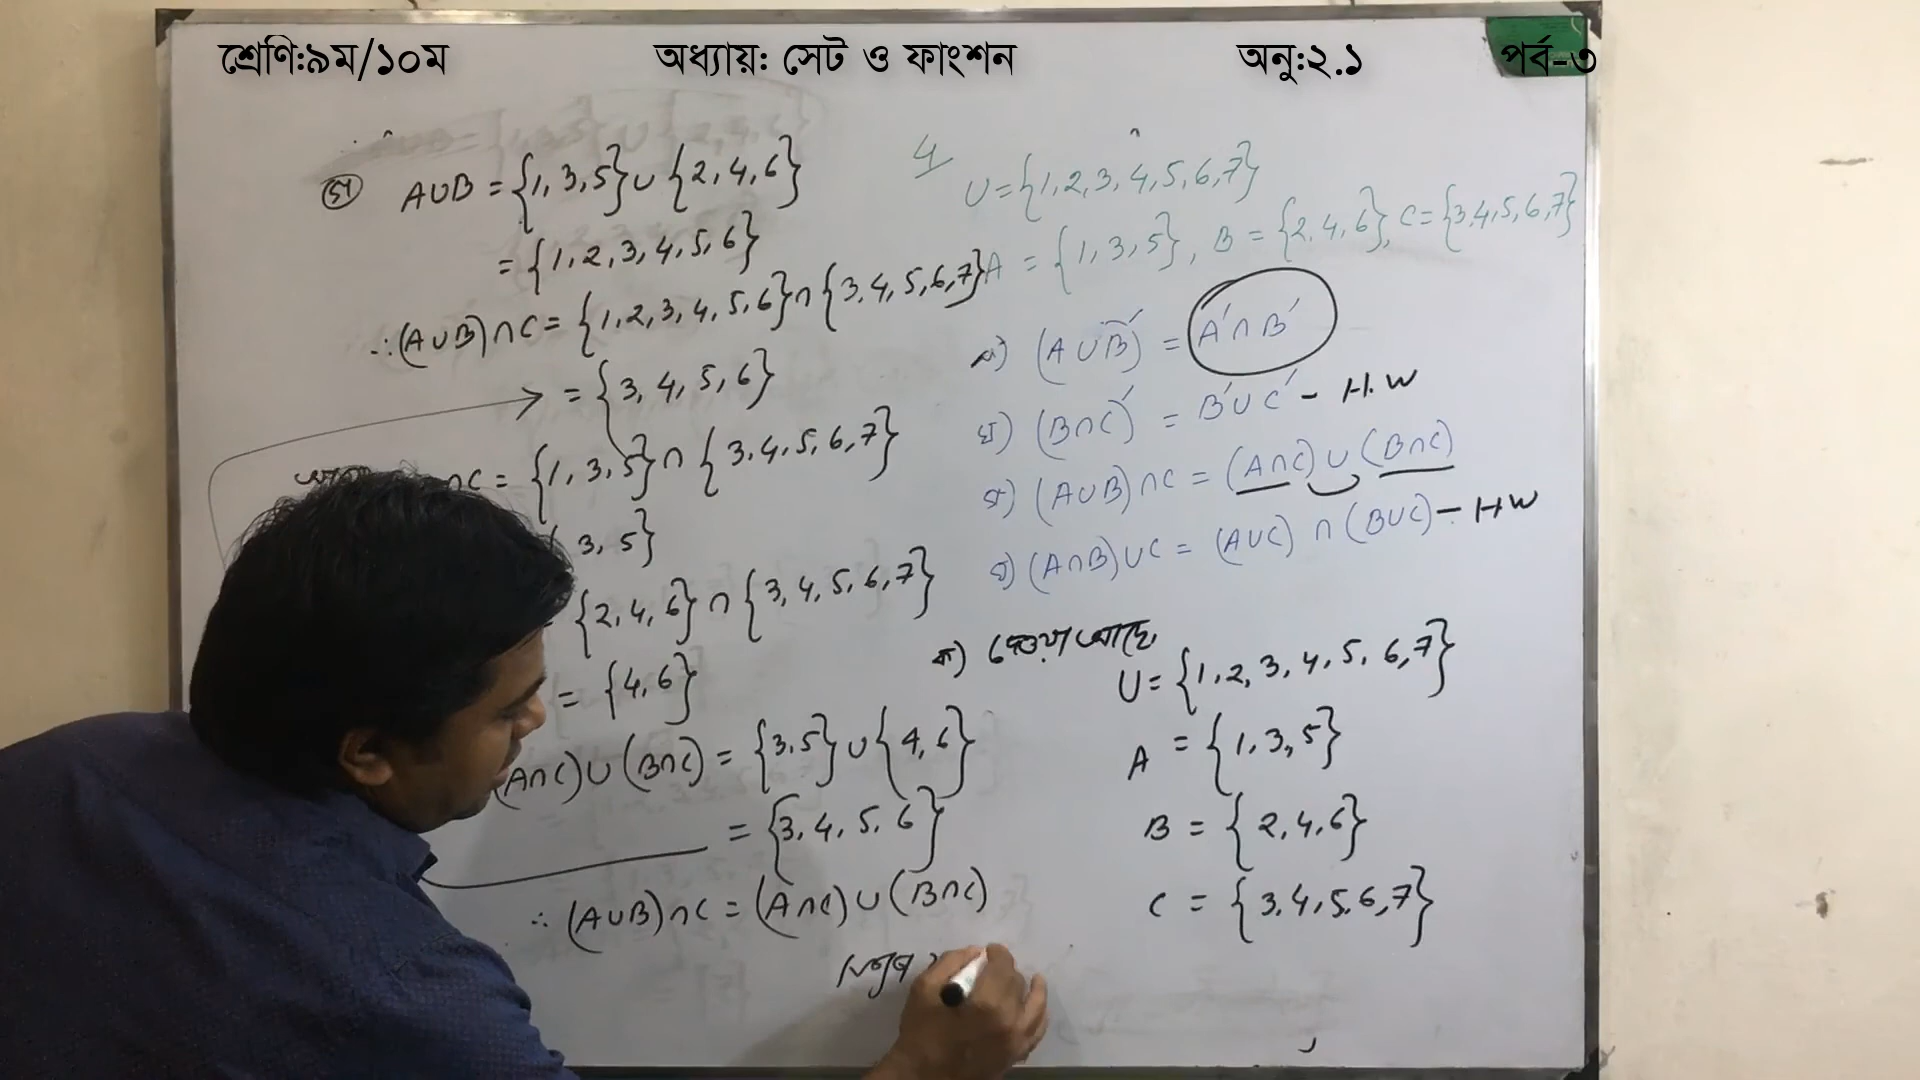 শ্রেণি:৯ম/১০ম অধ্যায়: সেট ও ফাংশন অনু:২.১ পর্ব-৩
গ A∪B = {1, 3, 5} ∪ {2, 4, 6}
= {1, 2, 3, 4, 5, 6}
∴ (A∪B)∩C = {1, 2, 3, 4, 5, 6} ∩ {3, 4, 5, 6, 7}
= {3, 4, 5, 6}
∩C = {1, 3, 5} ∩ {3, 4, 5, 6, 7}
3, 5}
= {2, 4, 6} ∩ {3, 4, 5, 6, 7}
= {4, 6}
(A∩C)∪(B∩C) = {3, 5} ∪ {4, 6}
= {3, 4, 5, 6}
∴ (A∪B)∩C = (A∩C)∪(B∩C)
4
U = {1, 2, 3, 4, 5, 6, 7}
A = {1, 3, 5}, B = {2, 4, 6}, C = {3, 4, 5, 6, 7}
ক) (A∪B)′ = A′∩B′
খ) (B∩C)′ = B′∪C′ - H.W
গ) (A∪B)∩C = (A∩C)∪(B∩C)
ঘ) (A∩B)∪C = (A∪C)∩(B∪C) - H W
ক) দেওয়া আছে
U = {1, 2, 3, 4, 5, 6, 7}
A = {1, 3, 5}
B = {2, 4, 6}
C = {3, 4, 5, 6, 7}